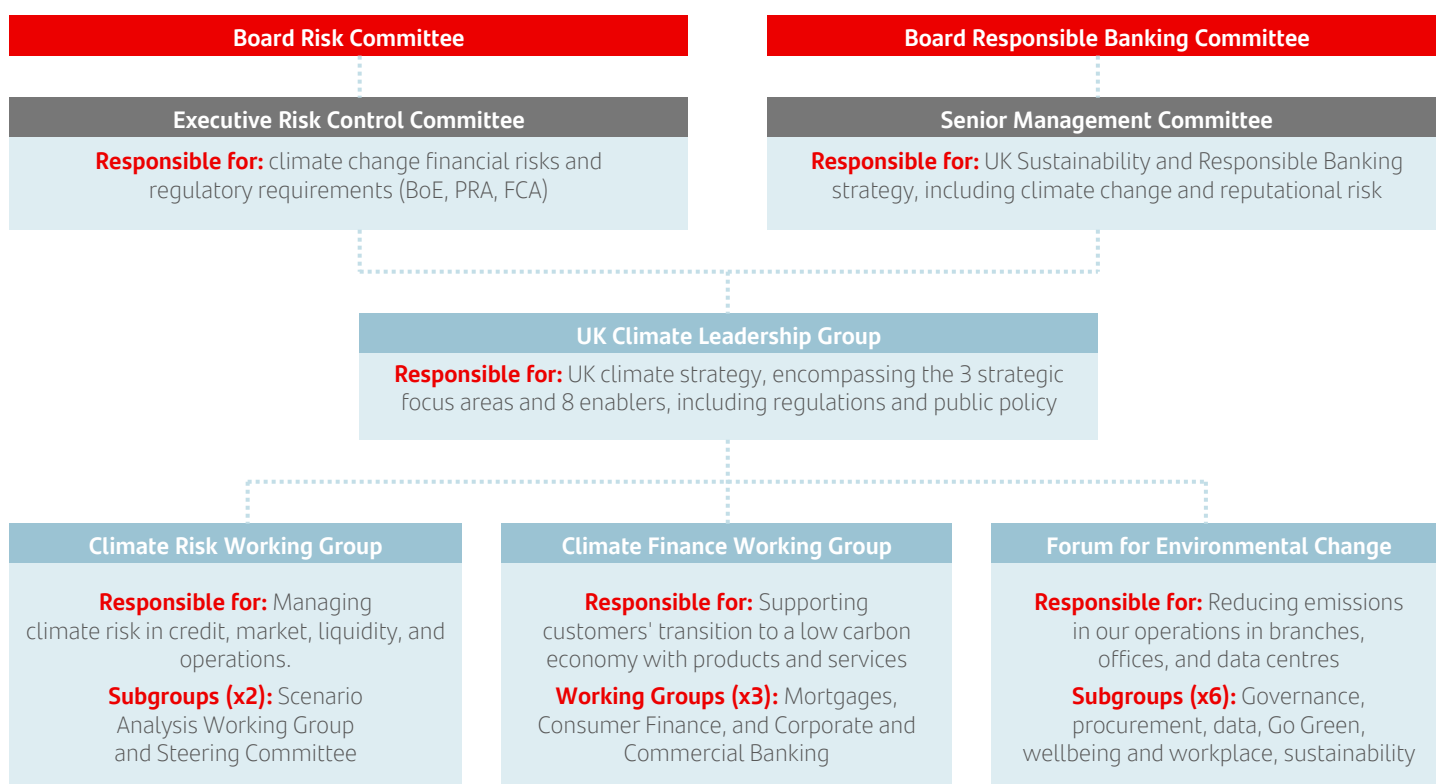 Board Risk Committee
Board Responsible Banking Committee
Executive Risk Control Committee
Responsible for: climate change financial risks and
regulatory requirements (BoE, PRA, FCA)
Senior Management Committee
Responsible for: UK Sustainability and Responsible Banking
strategy, including climate change and reputational risk
UK Climate Leadership Group
Responsible for: UK climate strategy, encompassing the 3 strategic
focus areas and 8 enablers, including regulations and public policy
Climate Risk Working Group
Responsible for: Managing
climate risk in credit, market, liquidity, and
operations.
Subgroups (x2): Scenario
Analysis Working Group
and Steering Committee
Climate Finance Working Group
Responsible for: Supporting
customers' transition to a low carbon
economy with products and services
Working Groups (x3): Mortgages,
Consumer Finance, and Corporate and
Commercial Banking
Forum for Environmental Change
Responsible for: Reducing emissions
in our operations in branches,
offices, and data centres
Subgroups (x6): Governance,
procurement, data, Go Green,
wellbeing and workplace, sustainability